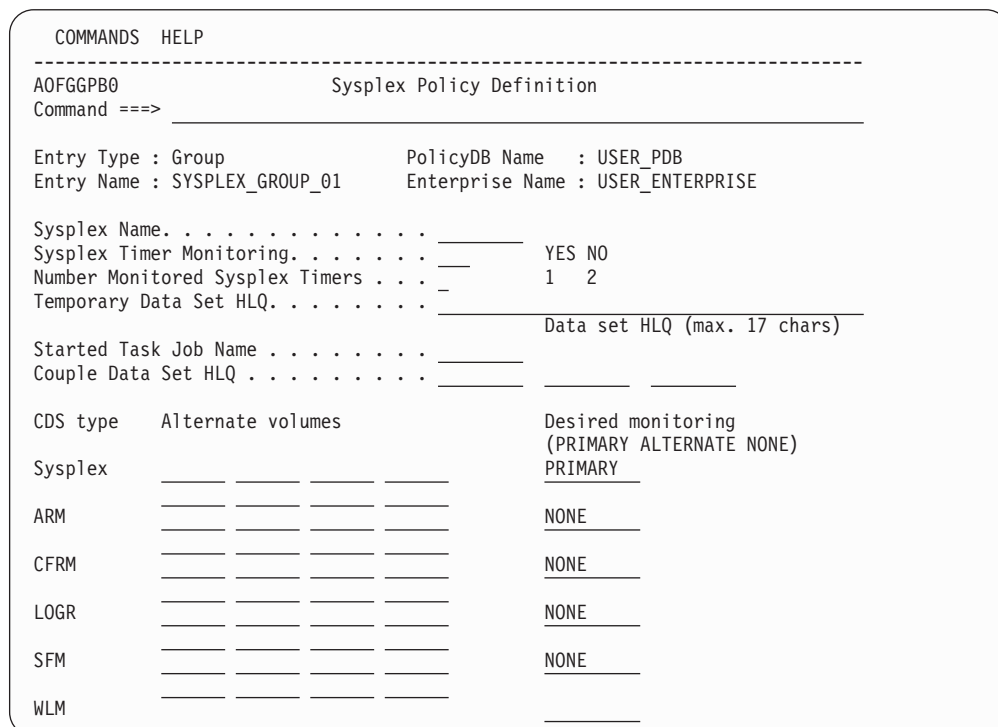 COMMANDS HELP
-------------------------------------------------------------------------------
AOFGGPB0 Sysplex Policy Definition
Command ===>
Entry Type : Group PolicyDB Name : USER_PDB
Entry Name : SYSPLEX_GROUP_01 Enterprise Name : USER_ENTERPRISE
Sysplex Name. . . . . . . . . . . . .
Sysplex Timer Monitoring. . . . . . . YES NO
Number Monitored Sysplex Timers . . . 1 2
Temporary Data Set HLQ. . . . . . . .
Data set HLQ (max. 17 chars)
Started Task Job Name . . . . . . . .
Couple Data Set HLQ . . . . . . . . .
CDS type Alternate volumes Desired monitoring
(PRIMARY ALTERNATE NONE)
Sysplex PRIMARY
ARM NONE
CFRM NONE
LOGR NONE
SFM NONE
WLM